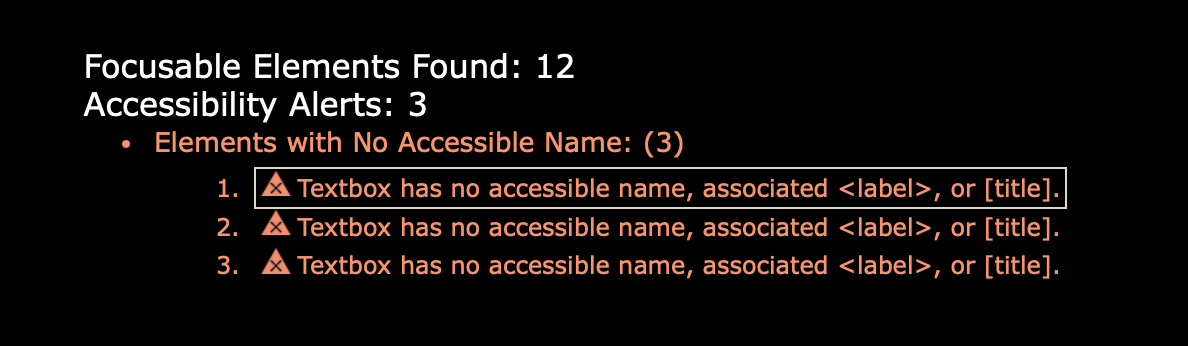 Focusable Elements Found: 12
Accessibility Alerts: 3
• Elements with No Accessible Name: (3)
1. Textbox has no accessible name, associated <label>, or [title].
2. Textbox has no accessible name, associated <label>, or [title].
3. Textbox has no accessible name, associated <label>, or [title].